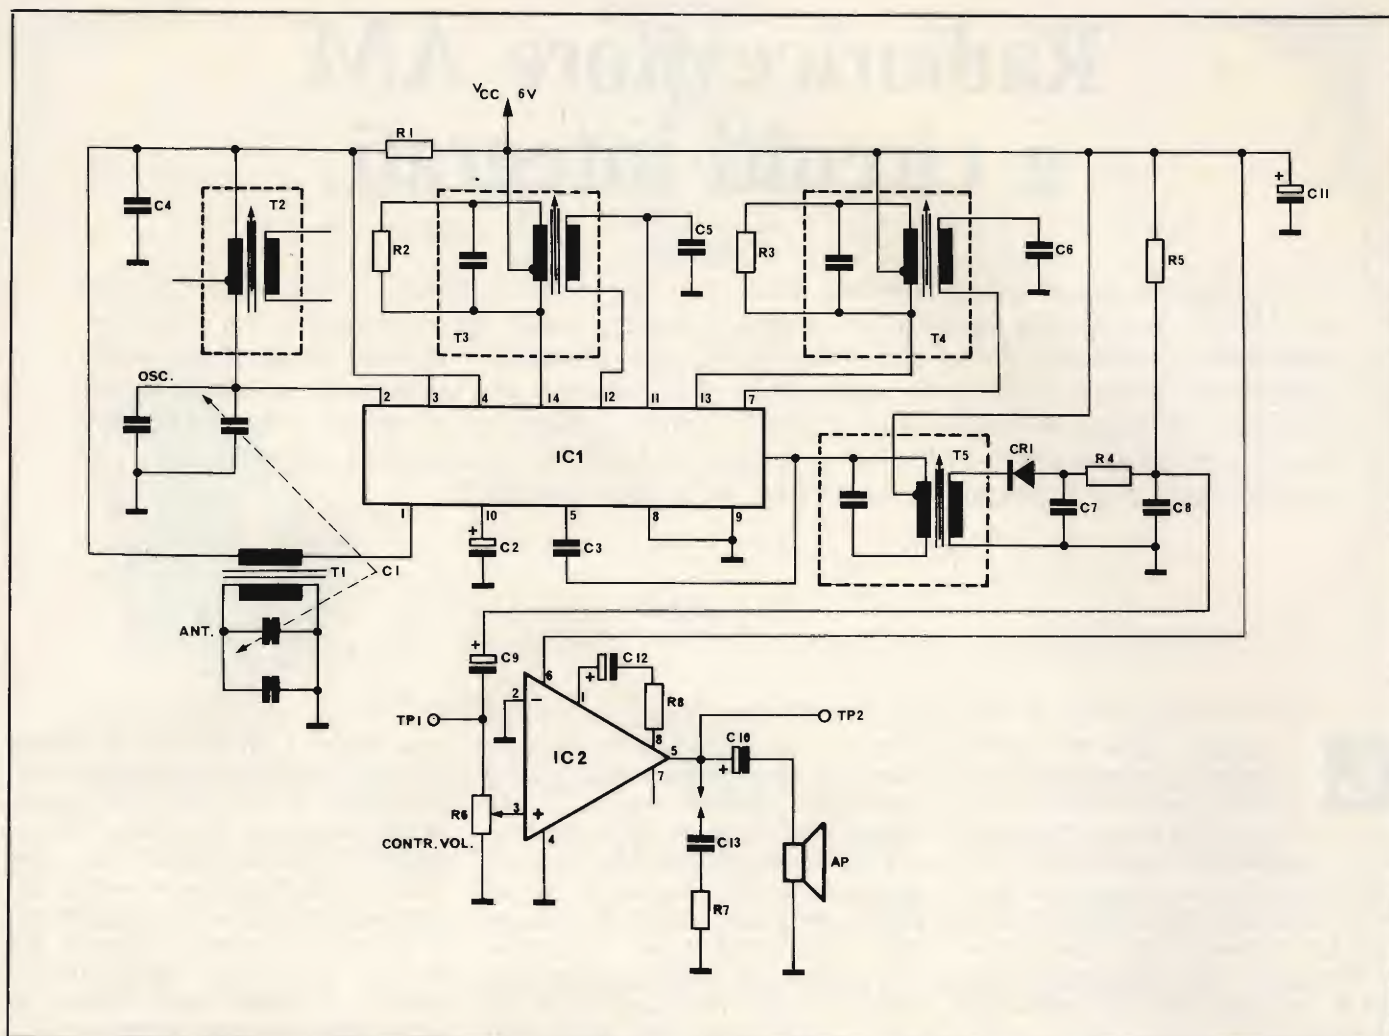 VCC 6V
R1
C4
T2
R2
T3
C5
R3
T4
C6
R5
C11
OSC.
2
3
4
14
12
11
13
7
IC1
1
10
5
8
9
C2
C3
T5
CR1
R4
C7
C8
T1
C1
ANT.
C9
TP1
R6
CONTR. VOL.
2
3
6
1
8
5
7
4
−
+
IC2
C12
R8
TP2
C10
C13
R7
AP